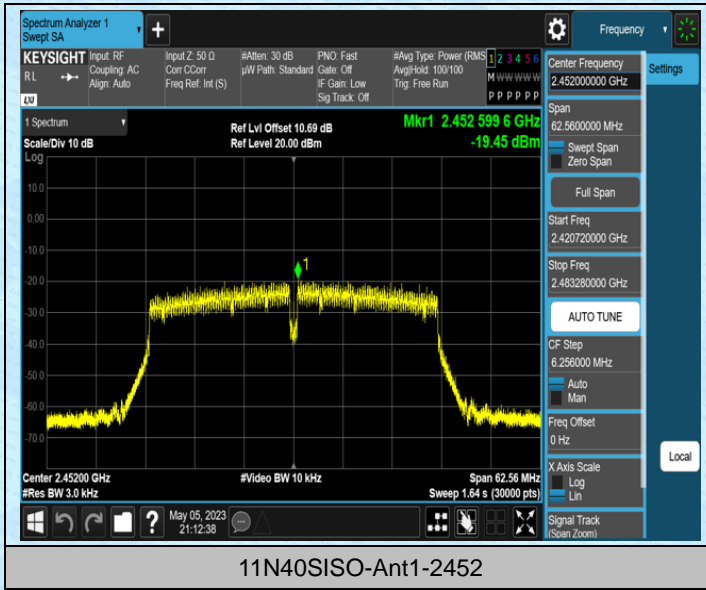 Spectrum Analyzer 1
Swept SA
Frequency
KEYSIGHT
RL
LXI
Input: RF
Coupling: AC
Align: Auto
Input Z: 50 Ω
Corr CCorr
Freq Ref: Int (S)
#Atten: 30 dB
µW Path: Standard
PNO: Fast
Gate: Off
IF Gain: Low
Sig Track: Off
#Avg Type: Power (RMS
Avg|Hold: 100/100
Trig: Free Run
1 2 3 4 5 6
M W W W W W
P P P P P P
1 Spectrum
Scale/Div 10 dB
Log
Ref Lvl Offset 10.69 dB
Ref Level 20.00 dBm
Mkr1 2.452 599 6 GHz
-19.45 dBm
10.0
0.00
-10.0
-20.0
-30.0
-40.0
-50.0
-60.0
-70.0
1
Center 2.45200 GHz
#Res BW 3.0 kHz
#Video BW 10 kHz
Span 62.56 MHz
Sweep 1.64 s (30000 pts)
May 05, 2023
21:12:38
?
Center Frequency
2.452000000 GHz
Span
62.5600000 MHz
Swept Span
Zero Span
Full Span
Start Freq
2.420720000 GHz
Stop Freq
2.483280000 GHz
AUTO TUNE
CF Step
6.256000 MHz
Auto
Man
Freq Offset
0 Hz
X Axis Scale
Log
Lin
Signal Track
(Span Zoom)
Settings
Local
11N40SISO-Ant1-2452